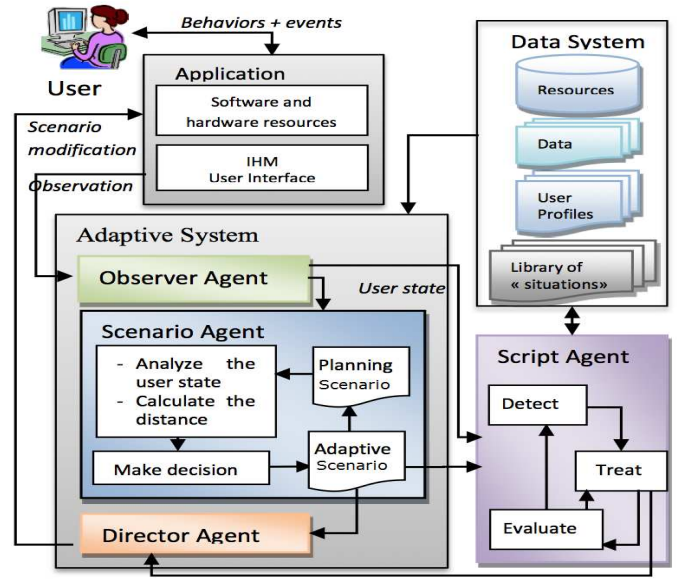 Behaviors + events
User
Application
Software and
hardware resources
IHM
User Interface
Scenario
modification
Observation
Data System
Resources
Data
User
Profiles
Library of
« situations»
Adaptive System
Observer Agent
User state
Scenario Agent
- Analyze the
user state
- Calculate the
distance
Planning
Scenario
Make decision
Adaptive
Scenario
Director Agent
Script Agent
Detect
Treat
Evaluate